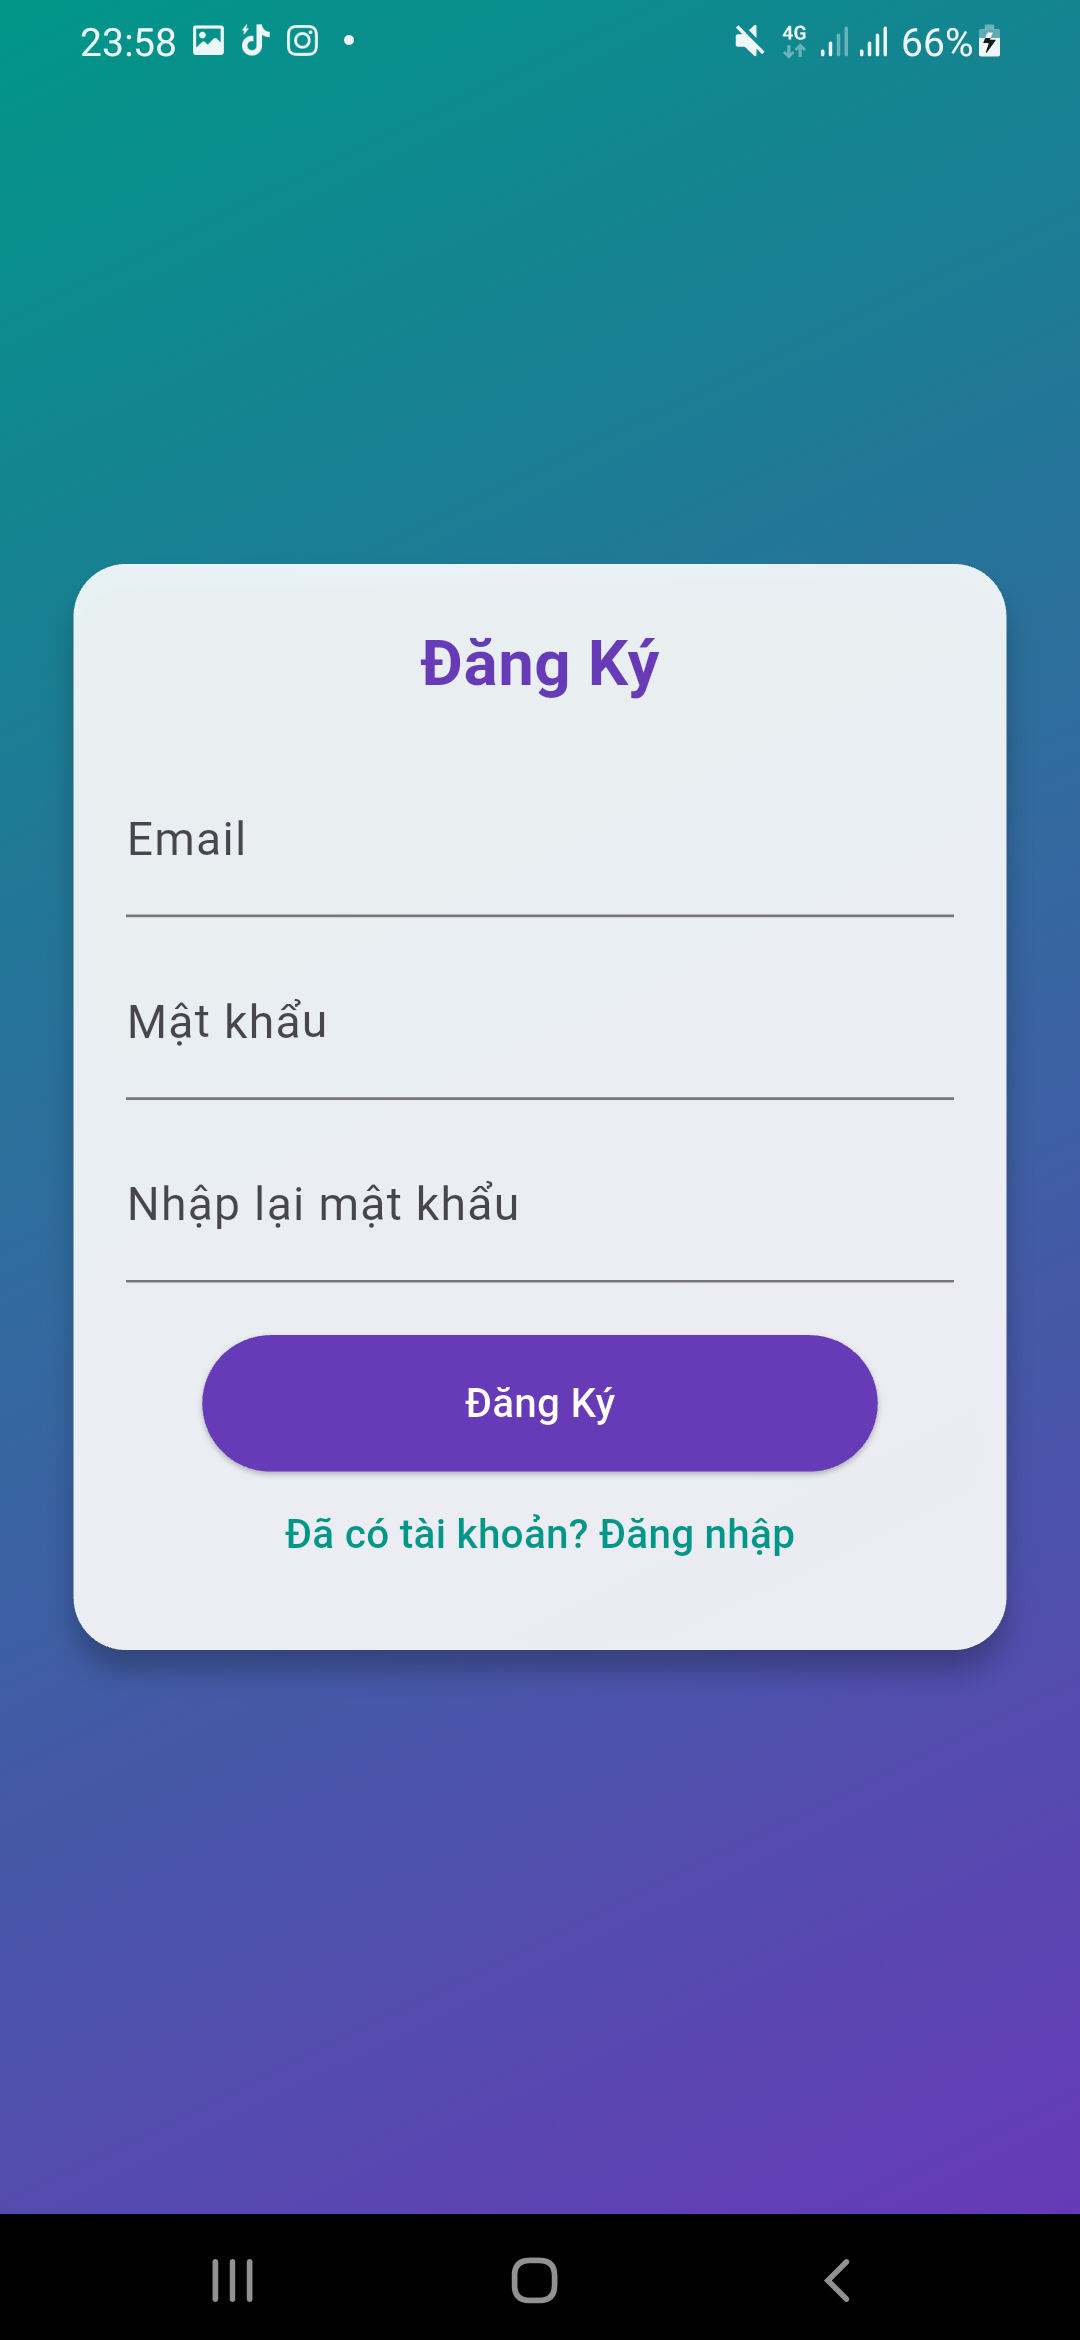 23:58 4G 66%
Đăng Ký
Email
Mật khẩu
Nhập lại mật khẩu
Đăng Ký
Đã có tài khoản? Đăng nhập